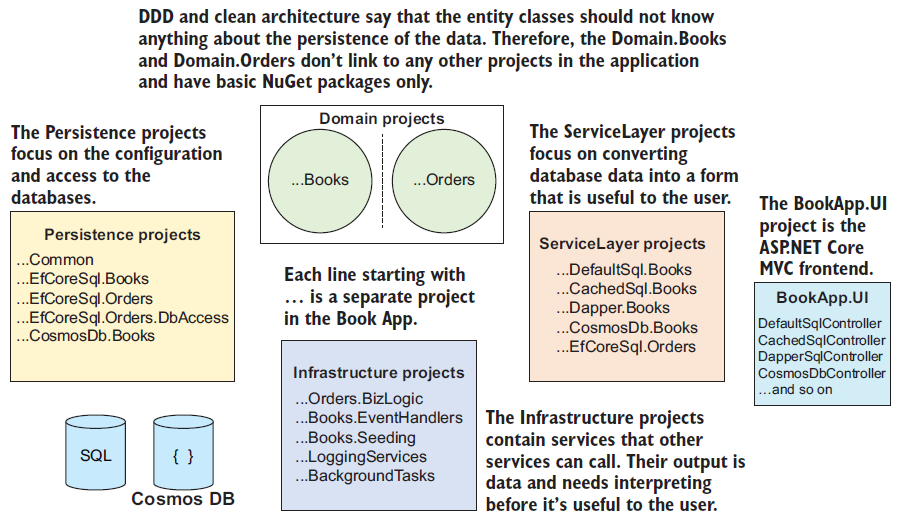 DDD and clean architecture say that the entity classes should not know
anything about the persistence of the data. Therefore, the Domain.Books
and Domain.Orders don't link to any other projects in the application
and have basic NuGet packages only.
The Persistence projects
focus on the configuration
and access to the
databases.
Domain projects
...Books
...Orders
The ServiceLayer projects
focus on converting
database data into a form
that is useful to the user.
The BookApp.UI
project is the
ASP.NET Core
MVC frontend.
Persistence projects
...Common
...EfCoreSql.Books
...EfCoreSql.Orders
...EfCoreSql.Orders.DbAccess
...CosmosDb.Books
Each line starting with
... is a separate project
in the Book App.
ServiceLayer projects
...DefaultSql.Books
...CachedSql.Books
...Dapper.Books
...CosmosDb.Books
...EfCoreSql.Orders
BookApp.UI
DefaultSqlController
CachedSqlController
DapperSqlController
CosmosDbController
...and so on
Infrastructure projects
...Orders.BizLogic
...Books.EventHandlers
...Books.Seeding
...LoggingServices
...BackgroundTasks
The Infrastructure projects
contain services that other
services can call. Their output is
data and needs interpreting
before it's useful to the user.
SQL
{ }
Cosmos DB